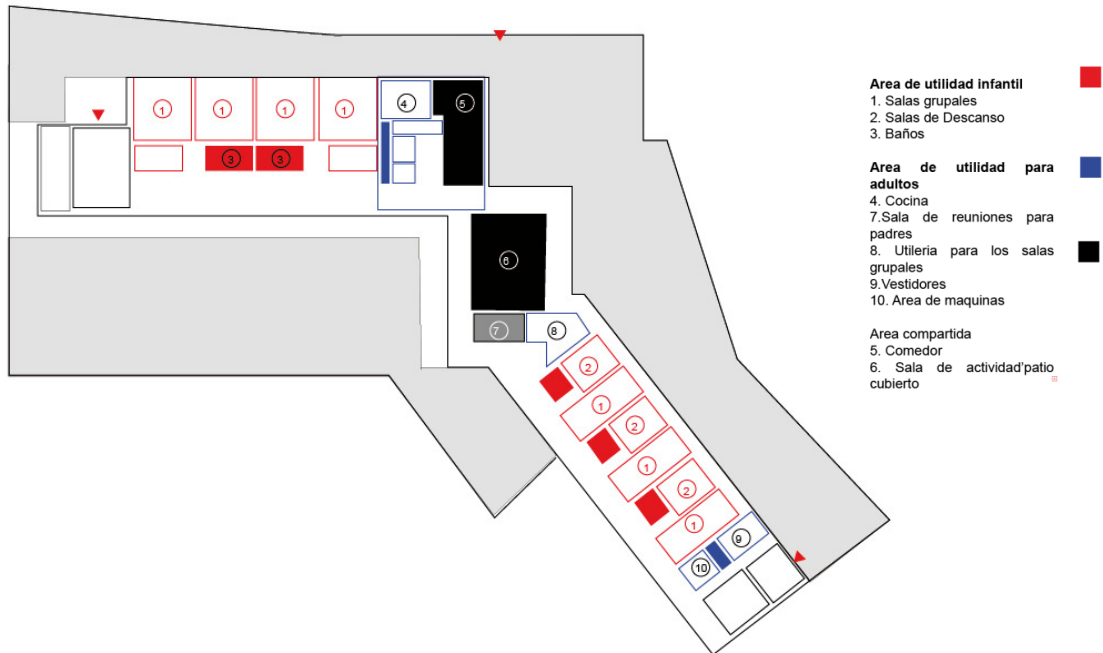 1
1
1
1
4
5
3
3
6
7
8
2
1
2
1
2
1
9
10
Area de utilidad infantil
1. Salas grupales
2. Salas de Descanso
3. Baños
Area de utilidad para
adultos
4. Cocina
7.Sala de reuniones para
padres
8. Utileria para los salas
grupales
9.Vestidores
10. Area de maquinas
Area compartida
5. Comedor
6. Sala de actividad'patio
cubierto